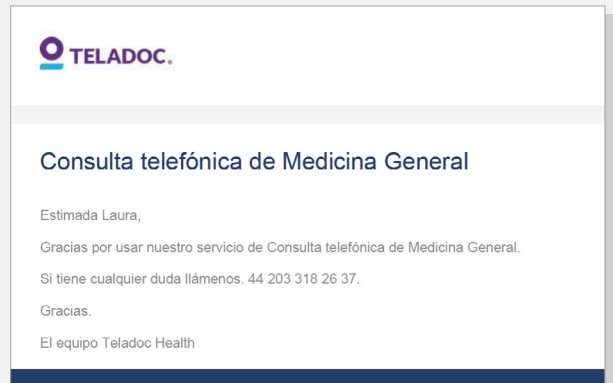 TELADOC®
Consulta telefónica de Medicina General
Estimada Laura,
Gracias por usar nuestro servicio de Consulta telefónica de Medicina General.
Si tiene cualquier duda llámenos. 44 203 318 26 37.
Gracias.
El equipo Teladoc Health